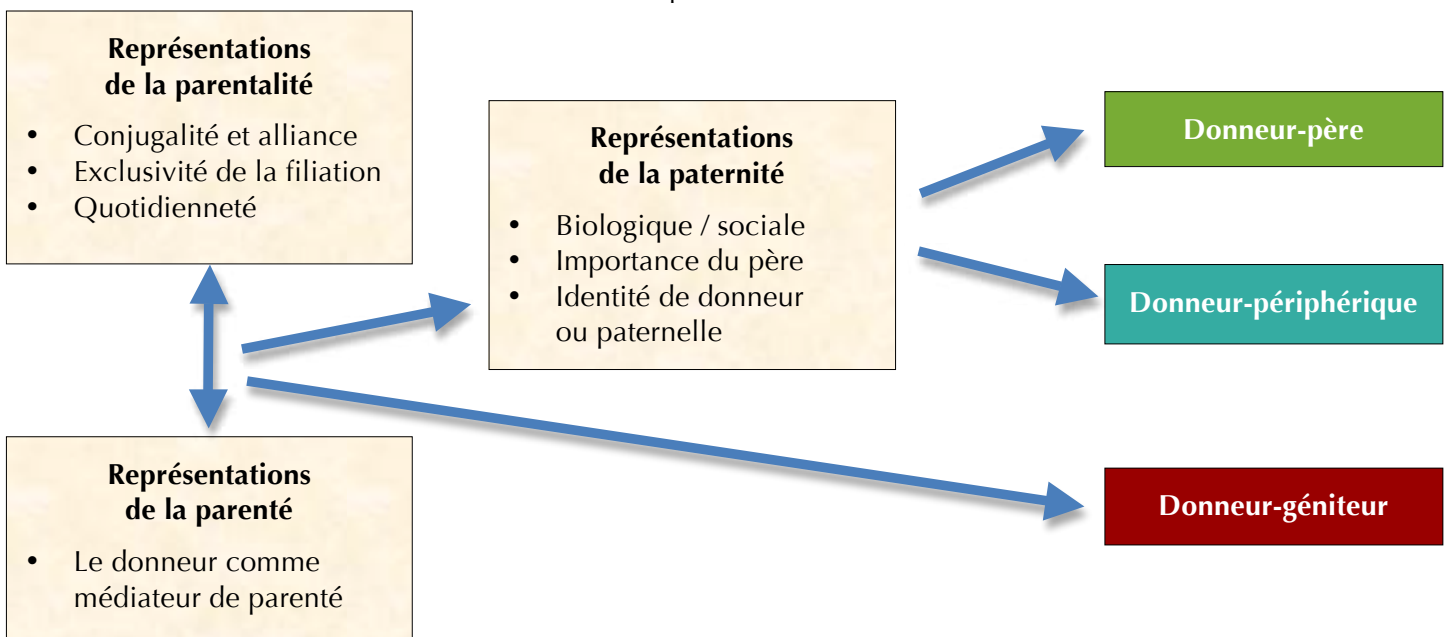 Représentations
de la parentalité
• Conjugalité et alliance
• Exclusivité de la filiation
• Quotidienneté
Représentations
de la paternité
• Biologique / sociale
• Importance du père
• Identité de donneur
ou paternelle
Donneur-père
Donneur-périphérique
Représentations
de la parenté
• Le donneur comme
médiateur de parenté
Donneur-géniteur